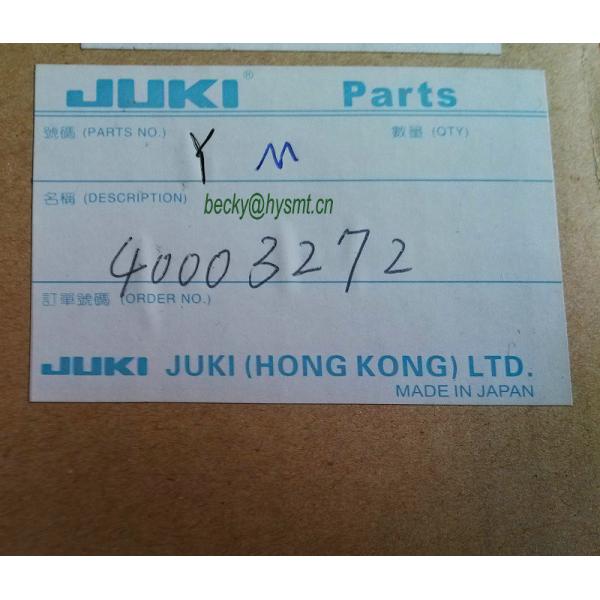 JUKI® Parts
號碼 (PARTS NO.) 數量 (QTY)
Y M
名稱 (DESCRIPTION) becky@hysmt.cn
40003272
訂單號碼 (ORDER NO.)
JUKI JUKI (HONG KONG) LTD.
MADE IN JAPAN